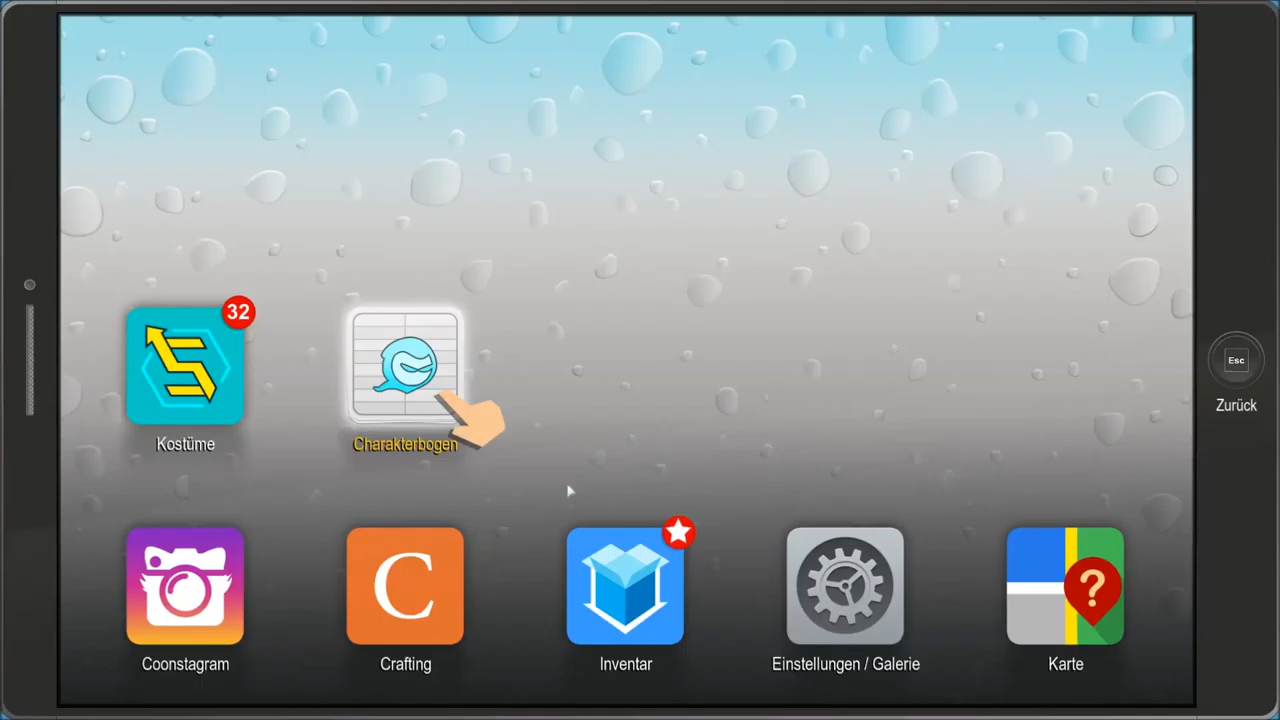 32
Kostüme
Charakterbogen
Esc
Zurück
C
?
Coonstagram
Crafting
Inventar
Einstellungen / Galerie
Karte